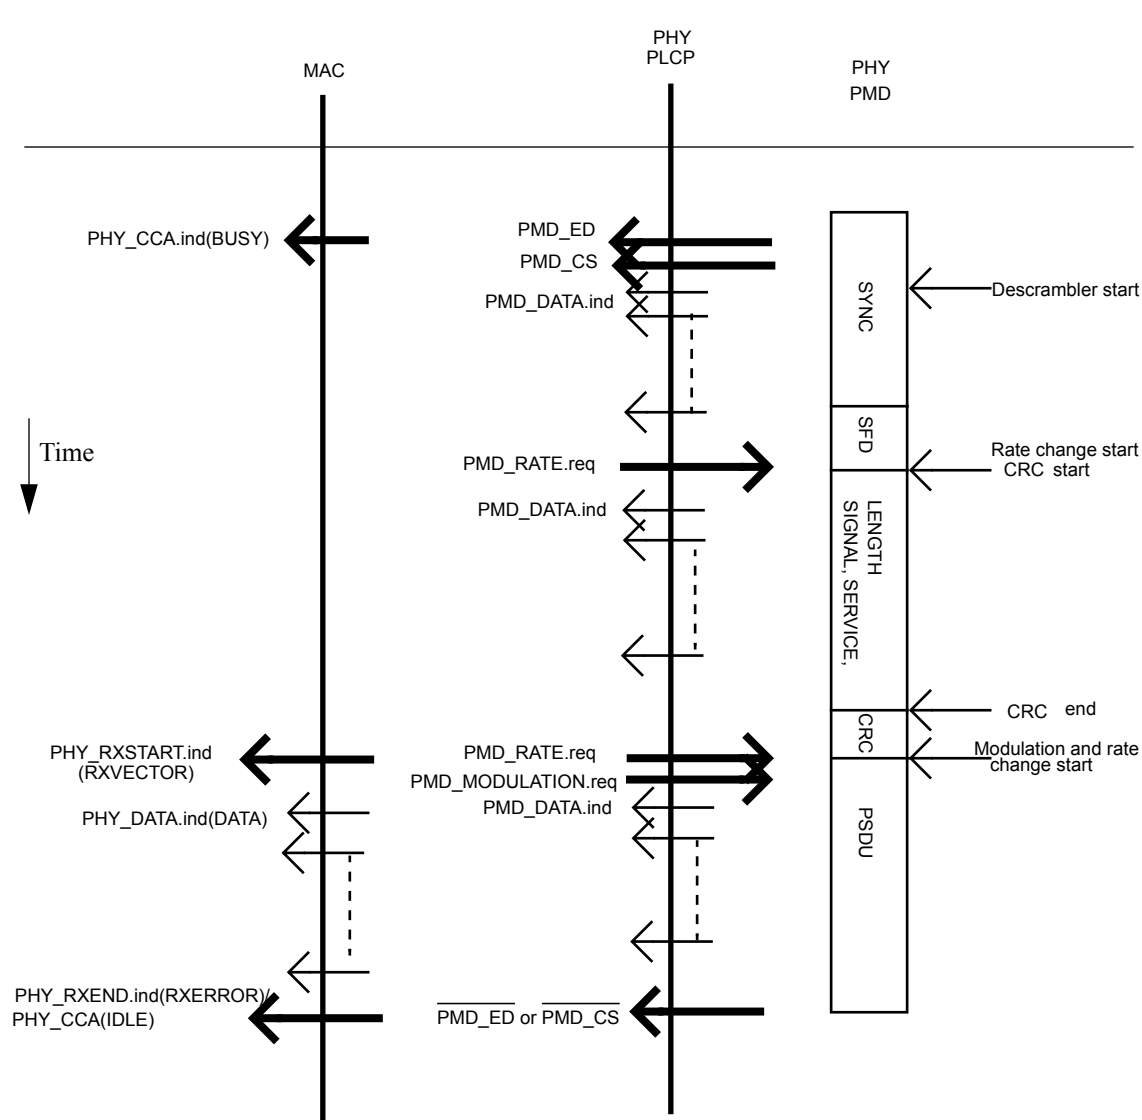 PHY
PLCP
MAC
PHY
PMD
PHY_CCA.ind(BUSY)
PMD_ED
PMD_CS
PMD_DATA.ind
SYNC
Descrambler start
SFD
Time
PMD_RATE.req
Rate change start
CRC start
PMD_DATA.ind
LENGTH
SIGNAL, SERVICE,
CRC end
CRC
PHY_RXSTART.ind
(RXVECTOR)
PMD_RATE.req
PMD_MODULATION.req
Modulation and rate
change start
PHY_DATA.ind(DATA)
PMD_DATA.ind
PSDU
PHY_RXEND.ind(RXERROR)/
PHY_CCA(IDLE)
PMD_ED or PMD_CS